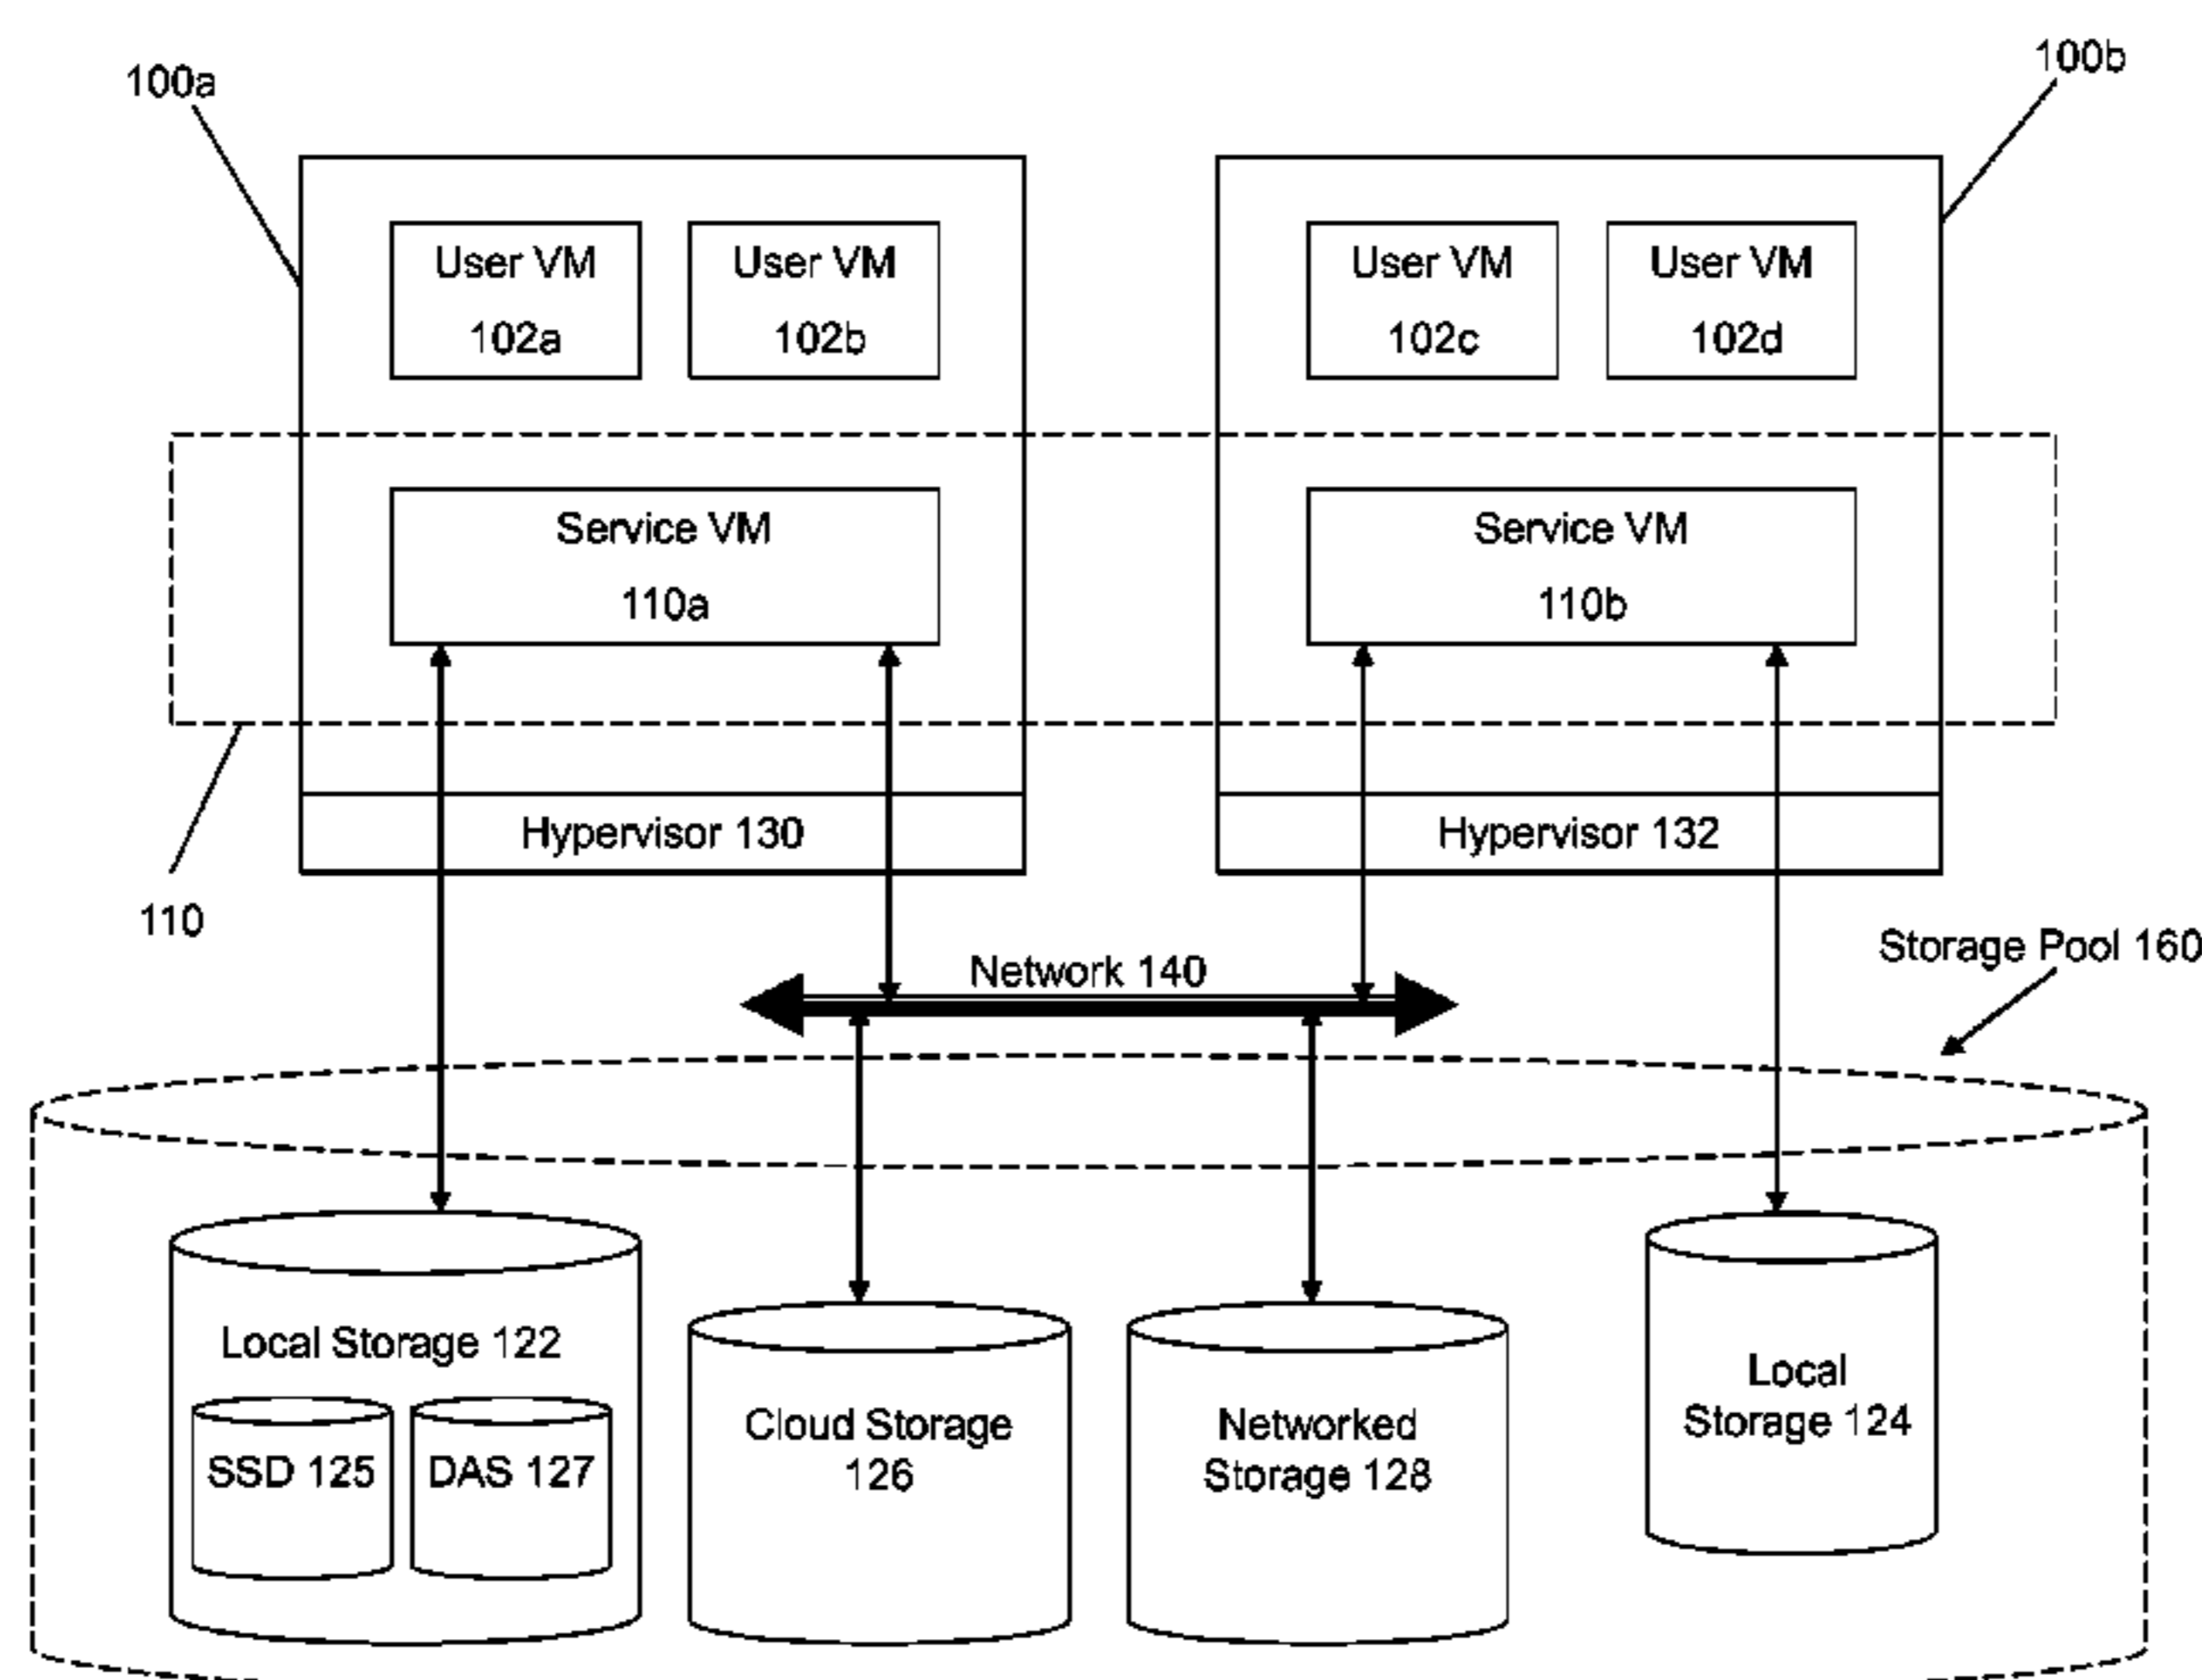 100a
100b
User VM
102a
User VM
102b
User VM
102c
User VM
102d
Service VM
110a
Service VM
110b
Hypervisor 130
Hypervisor 132
110
Network 140
Storage Pool 160
Local Storage 122
SSD 125
DAS 127
Cloud Storage
126
Networked
Storage 128
Local
Storage 124